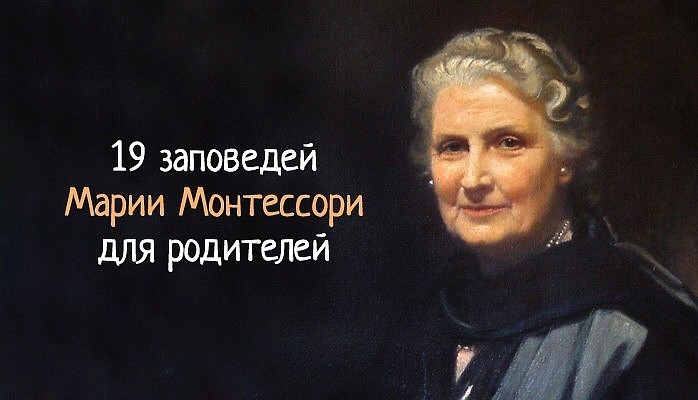 19 заповедей
Марии Монтессори
для родителей